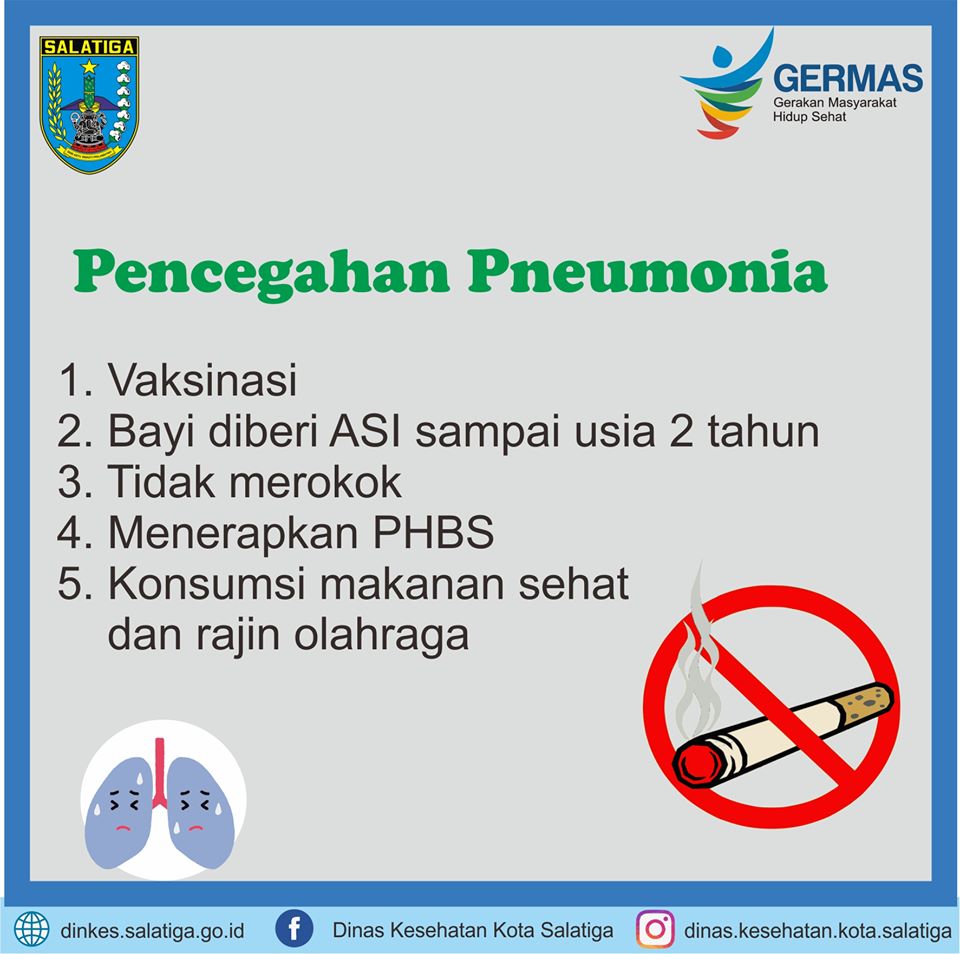 SALATIGA
GERMAS
Gerakan Masyarakat
Hidup Sehat
Pencegahan Pneumonia
1. Vaksinasi
2. Bayi diberi ASI sampai usia 2 tahun
3. Tidak merokok
4. Menerapkan PHBS
5. Konsumsi makanan sehat
dan rajin olahraga
dinkes.salatiga.go.id
Dinas Kesehatan Kota Salatiga
dinas.kesehatan.kota.salatiga